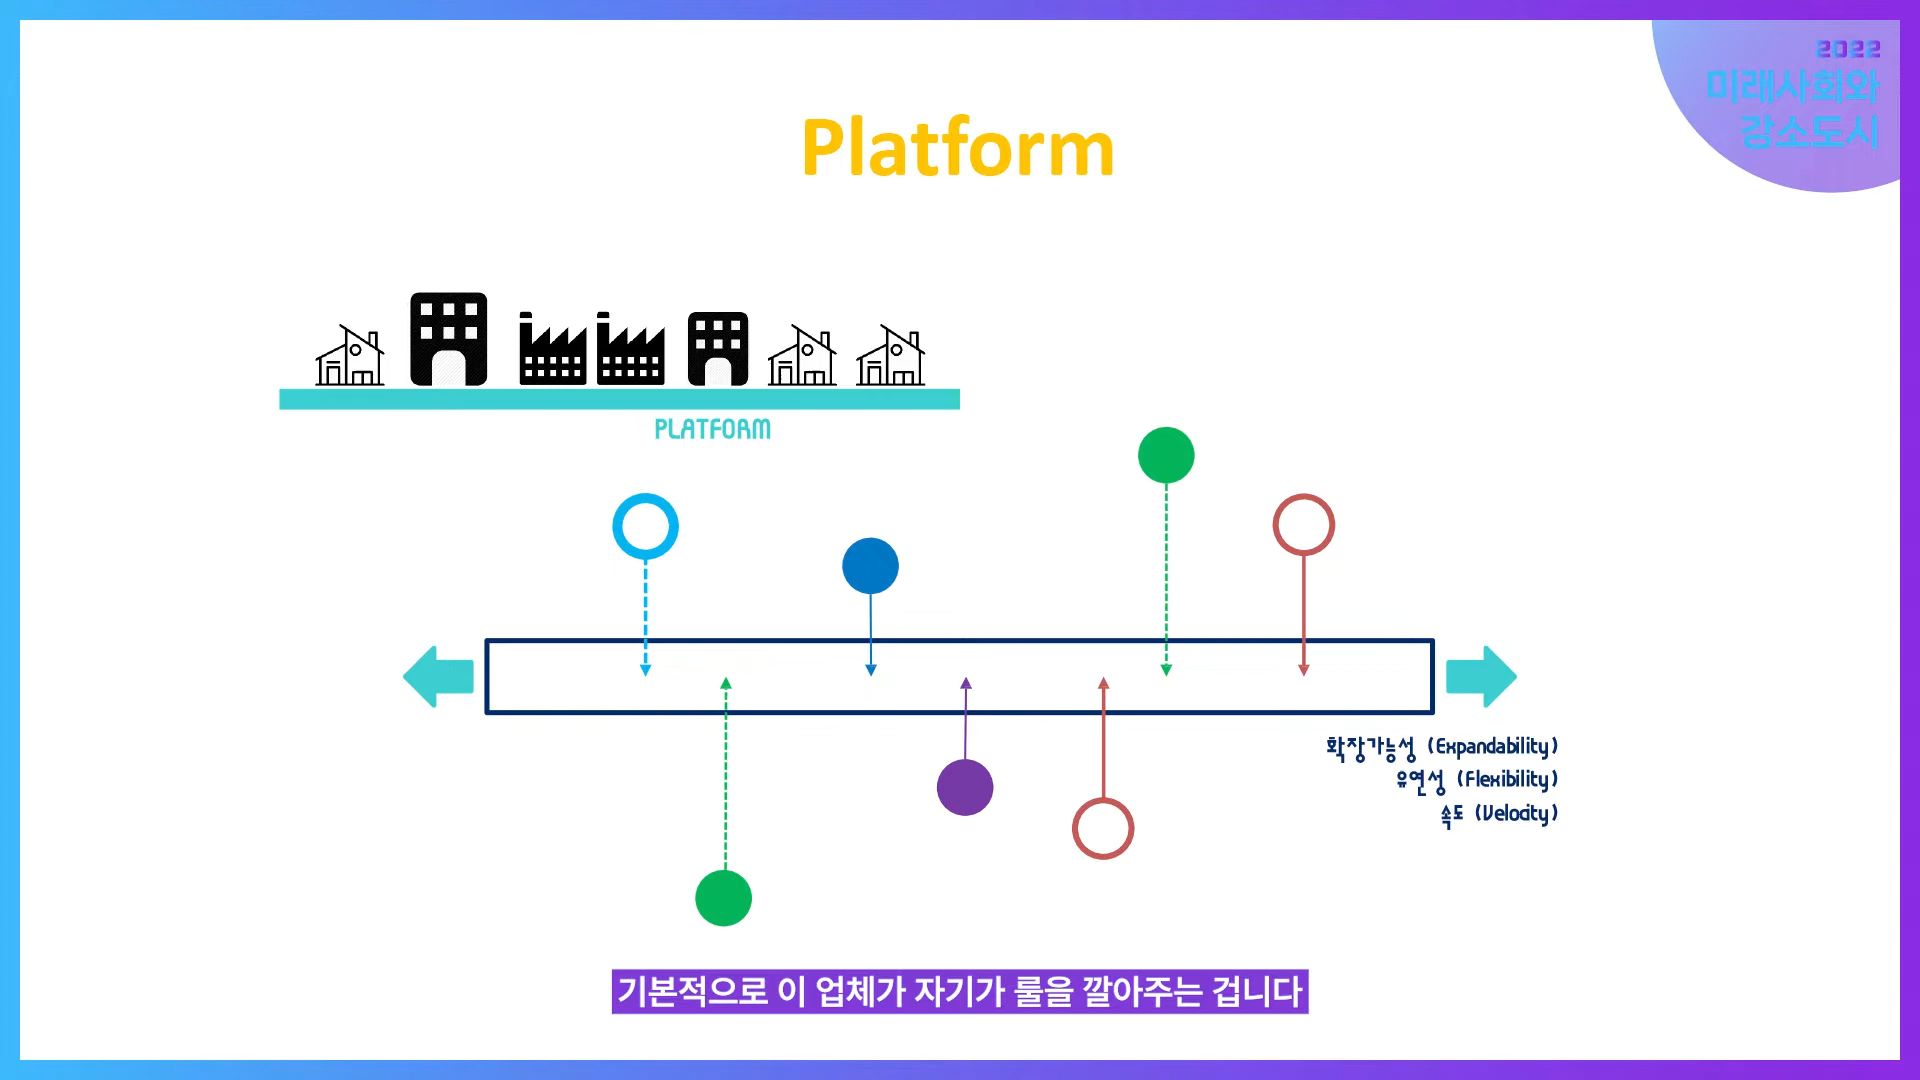 2022
미래사회와
강소도시
Platform
PLATFORM
확장가능성 (Expandability)
유연성 (Flexibility)
속도 (Velocity)
기본적으로 이 업체가 자기가 룰을 깔아주는 겁니다